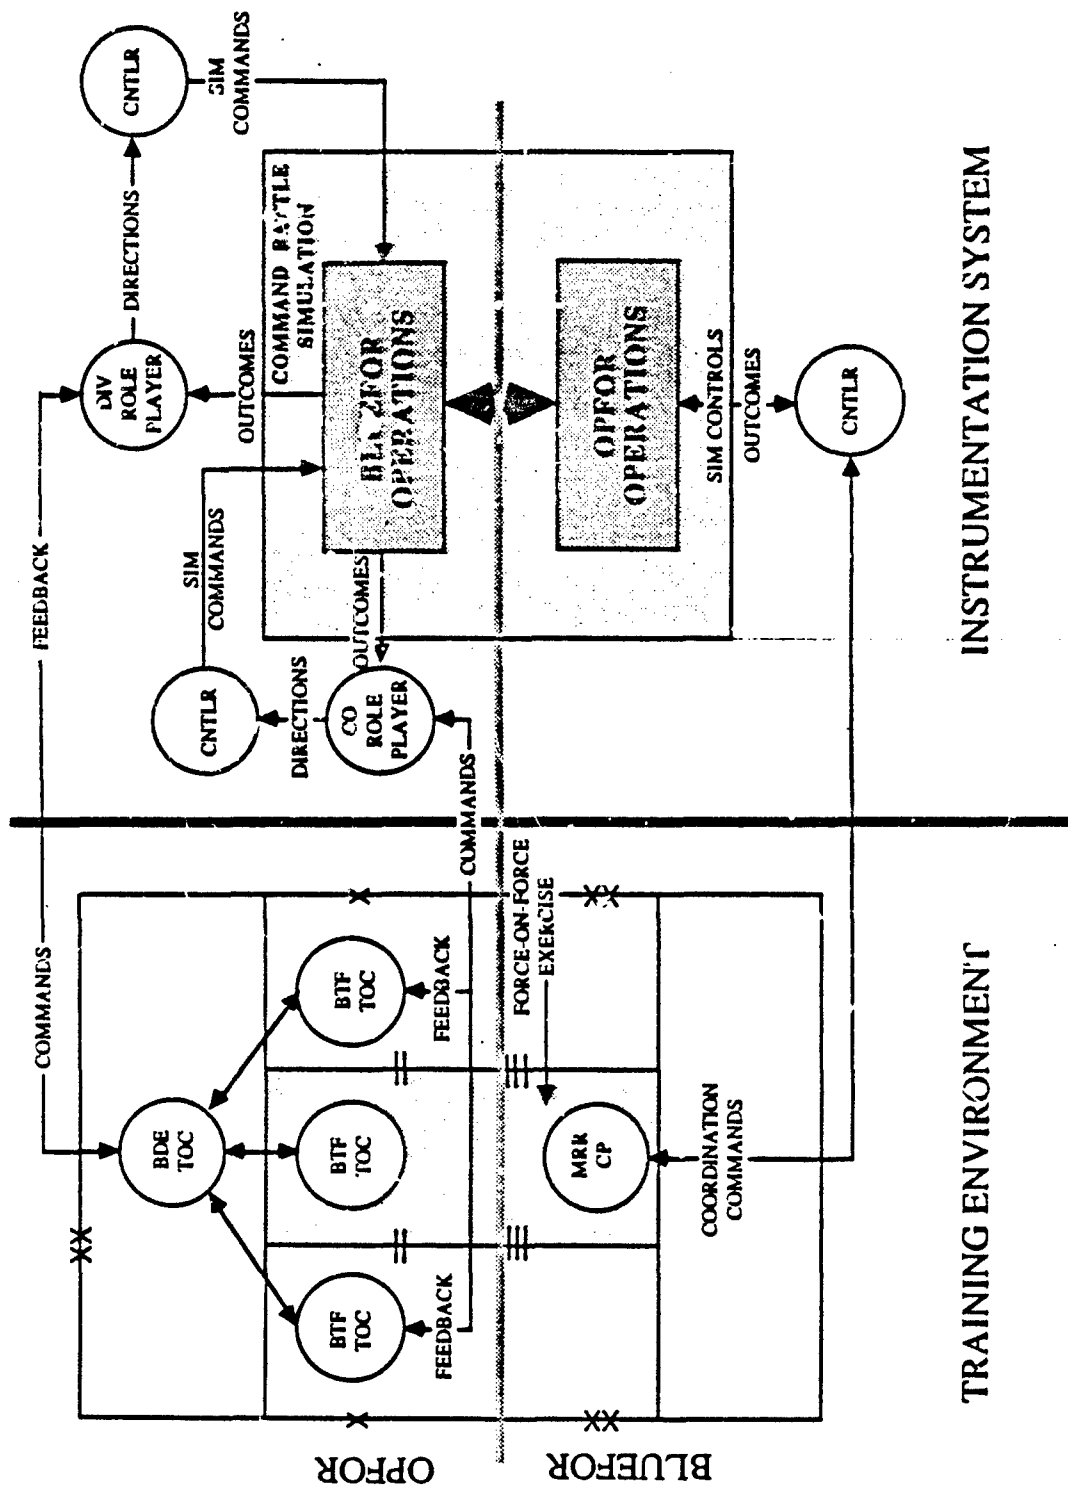 COMMANDS
FEEDBACK
BDE
TOC
DIV
ROLE
PLAYER
DIRECTIONS
CNTLR
SIM
COMMANDS
CNTLR
SIM
COMMANDS
OUTCOMES
COMMAND BATTLE
SIMULATION
DIRECTIONS
OPFOR
BTF
TOC
BTF
TOC
BTF
TOC
CO
ROLE
PLAYER
OUTCOMES
OPERATIONS
FEEDBACK
FEEDBACK
COMMANDS
FORCE-ON-FORCE
EXERCISE
BLUEFOR
MRR
CP
OPFOR
OPERATIONS
COORDINATION
COMMANDS
SIM CONTROLS
OUTCOMES
CNTLR
TRAINING ENVIRONMENT
INSTRUMENTATION SYSTEM